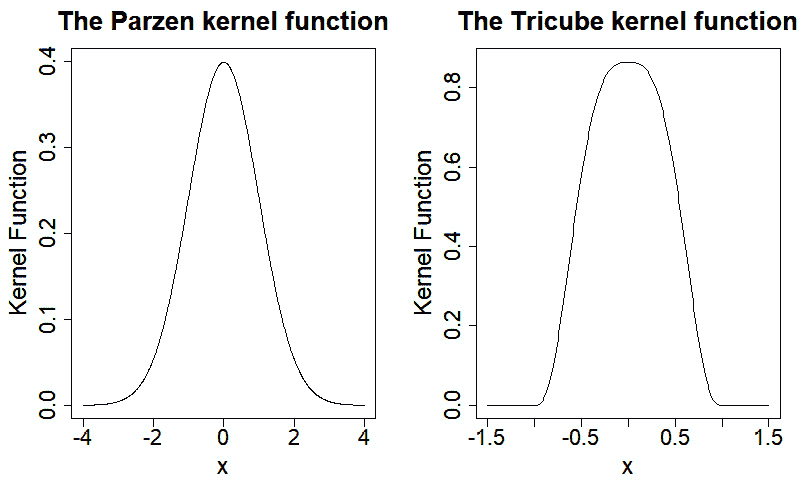 The Parzen kernel function
Kernel Function
0.0 0.1 0.2 0.3 0.4
-4 -2 0 2 4
x
The Tricube kernel function
Kernel Function
0.0 0.2 0.4 0.6 0.8
-1.5 -0.5 0.5 1.5
x